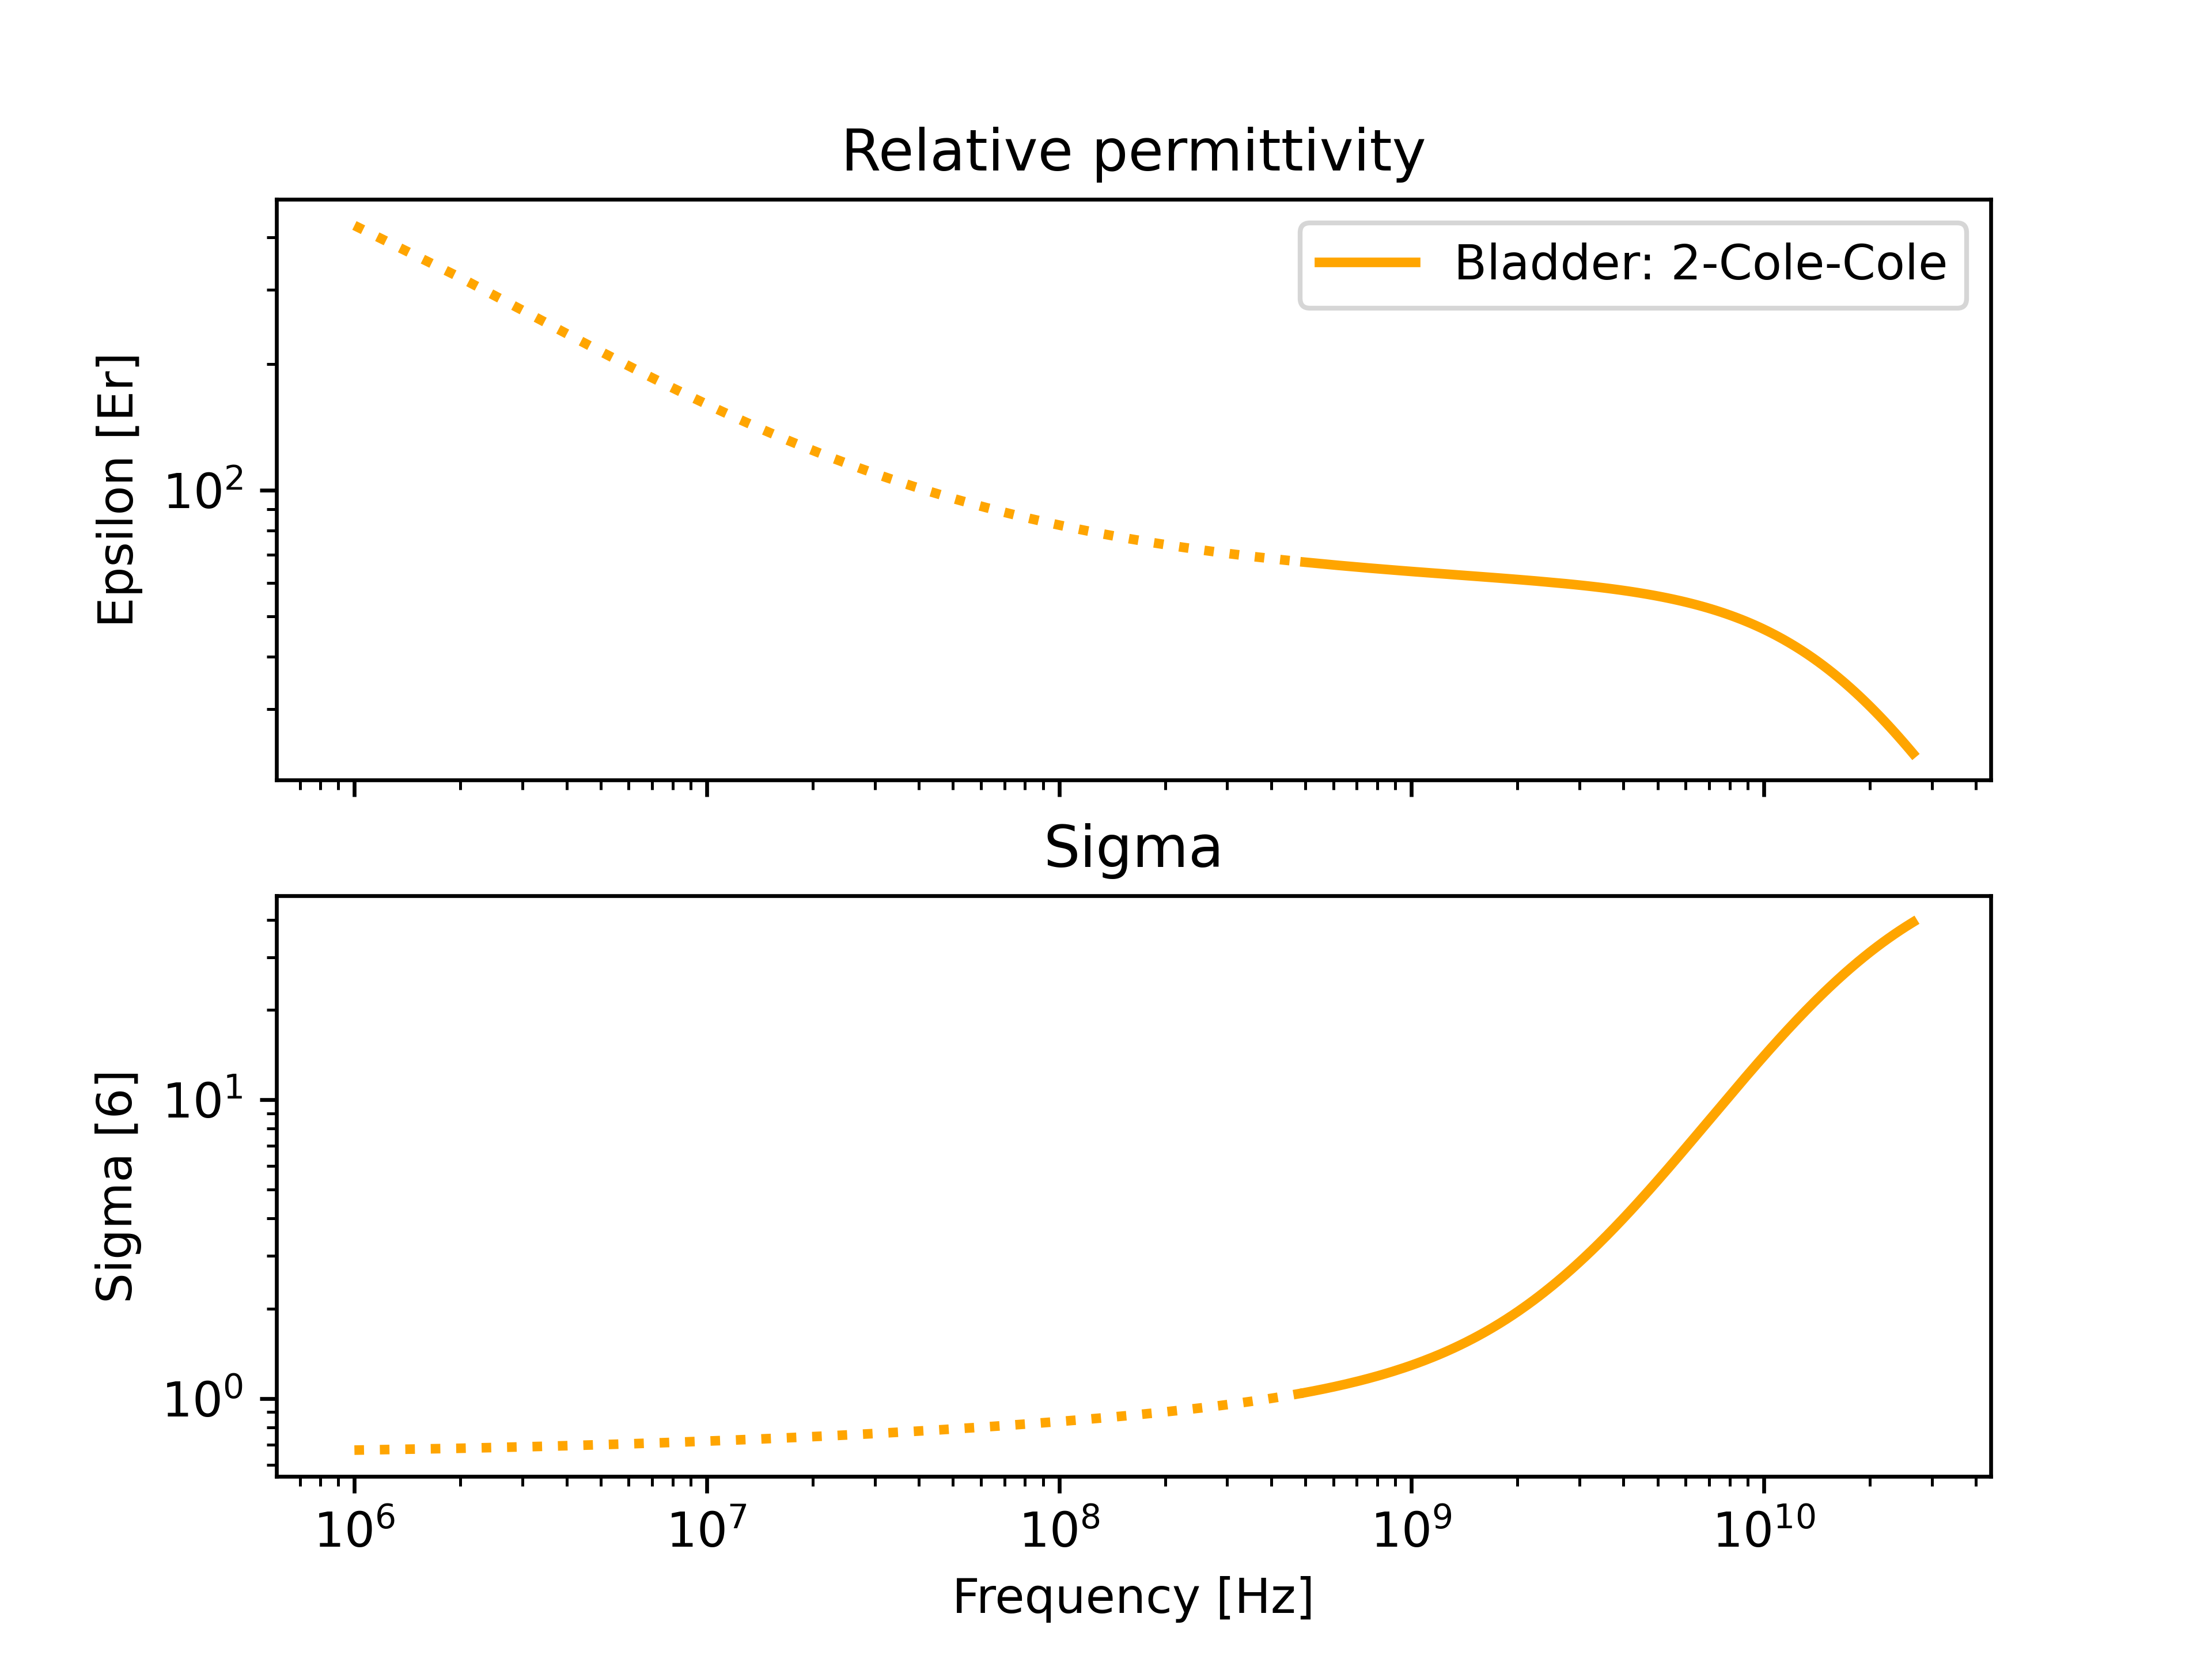 Relative permittivity
Bladder: 2-Cole-Cole
Epsilon [Er]
10²
Sigma
Sigma [6]
10¹
10⁰
10⁶ 10⁷ 10⁸ 10⁹ 10¹⁰
Frequency [Hz]